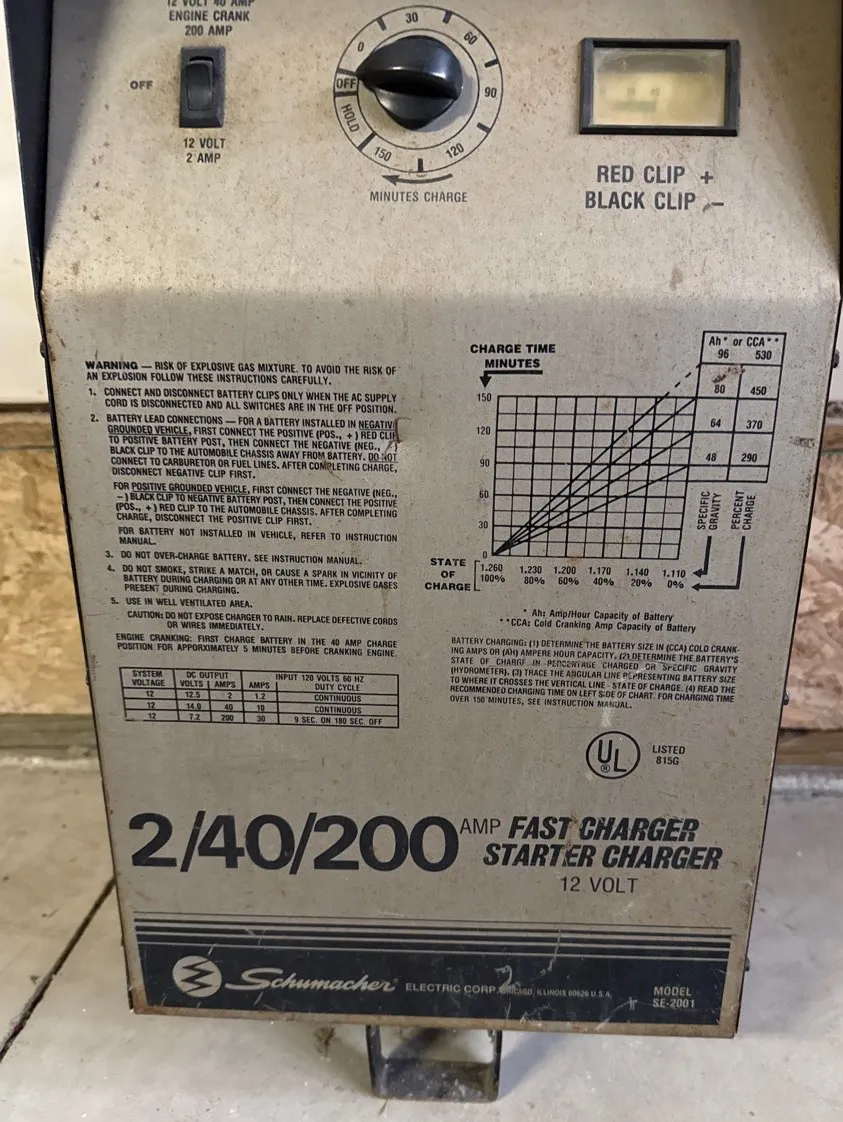 12 VOLT 40 AMP
ENGINE CRANK
200 AMP
OFF
12 VOLT
2 AMP
OFF
0
30
60
90
120
150
HOLD
MINUTES CHARGE
RED CLIP +
BLACK CLIP –
WARNING — RISK OF EXPLOSIVE GAS MIXTURE. TO AVOID THE RISK OF
AN EXPLOSION FOLLOW THESE INSTRUCTIONS CAREFULLY.
1. CONNECT AND DISCONNECT BATTERY CLIPS ONLY WHEN THE AC SUPPLY
CORD IS DISCONNECTED AND ALL SWITCHES ARE IN THE OFF POSITION.
2. BATTERY LEAD CONNECTIONS — FOR A BATTERY INSTALLED IN NEGATIVE
GROUNDED VEHICLE, FIRST CONNECT THE POSITIVE (POS., +) RED CLIP
TO POSITIVE BATTERY POST, THEN CONNECT THE NEGATIVE (NEG.,
BLACK CLIP TO THE AUTOMOBILE CHASSIS AWAY FROM BATTERY. DO NOT
CONNECT TO CARBURETOR OR FUEL LINES. AFTER COMPLETING CHARGE,
DISCONNECT NEGATIVE CLIP FIRST.
FOR POSITIVE GROUNDED VEHICLE, FIRST CONNECT THE NEGATIVE (NEG.,
–) BLACK CLIP TO NEGATIVE BATTERY POST, THEN CONNECT THE POSITIVE
(POS., +) RED CLIP TO THE AUTOMOBILE CHASSIS. AFTER COMPLETING
CHARGE, DISCONNECT THE POSITIVE CLIP FIRST.
FOR BATTERY NOT INSTALLED IN VEHICLE, REFER TO INSTRUCTION
MANUAL.
3. DO NOT OVER-CHARGE BATTERY. SEE INSTRUCTION MANUAL.
4. DO NOT SMOKE, STRIKE A MATCH, OR CAUSE A SPARK IN VICINITY OF
BATTERY DURING CHARGING OR AT ANY OTHER TIME. EXPLOSIVE GASES
PRESENT DURING CHARGING.
5. USE IN WELL VENTILATED AREA.
CAUTION: DO NOT EXPOSE CHARGER TO RAIN. REPLACE DEFECTIVE CORDS
OR WIRES IMMEDIATELY.
ENGINE CRANKING: FIRST CHARGE BATTERY IN THE 40 AMP CHARGE
POSITION FOR APPORXIMATELY 5 MINUTES BEFORE CRANKING ENGINE.
SYSTEM VOLTAGE DC OUTPUT INPUT 120 VOLTS 60 HZ
VOLTS AMPS AMPS DUTY CYCLE
12 12.5 2 1.2 CONTINUOUS
12 14.0 40 10 CONTINUOUS
12 7.2 200 30 9 SEC. ON 180 SEC. OFF
CHARGE TIME
MINUTES
Ah* or CCA**
96 530
80 450
64 370
48 290
150
120
90
60
30
0
SPECIFIC GRAVITY
PERCENT CHARGE
STATE OF CHARGE
1.260 1.230 1.200 1.170 1.140 1.110
100% 80% 60% 40% 20% 0%
* Ah: Amp/Hour Capacity of Battery
**CCA: Cold Cranking Amp Capacity of Battery
BATTERY CHARGING: (1) DETERMINE THE BATTERY SIZE IN (CCA) COLD CRANK-
ING AMPS OR (AH) AMPERE HOUR CAPACITY. (2) DETERMINE THE BATTERY'S
STATE OF CHARGE IN PERCENTAGE CHARGED OR SPECIFIC GRAVITY
(HYDROMETER). (3) TRACE THE ANGULAR LINE REPRESENTING BATTERY SIZE
TO WHERE IT CROSSES THE VERTICAL LINE - STATE OF CHARGE. (4) READ THE
RECOMMENDED CHARGING TIME ON LEFT SIDE OF CHART. FOR CHARGING TIME
OVER 150 MINUTES, SEE INSTRUCTION MANUAL.
UL
®
LISTED
815G
2/40/200 AMP FAST CHARGER
STARTER CHARGER
12 VOLT
Schumacher ELECTRIC CORP. CHICAGO, ILLINOIS 60626 U.S.A.
MODEL
SE-2001